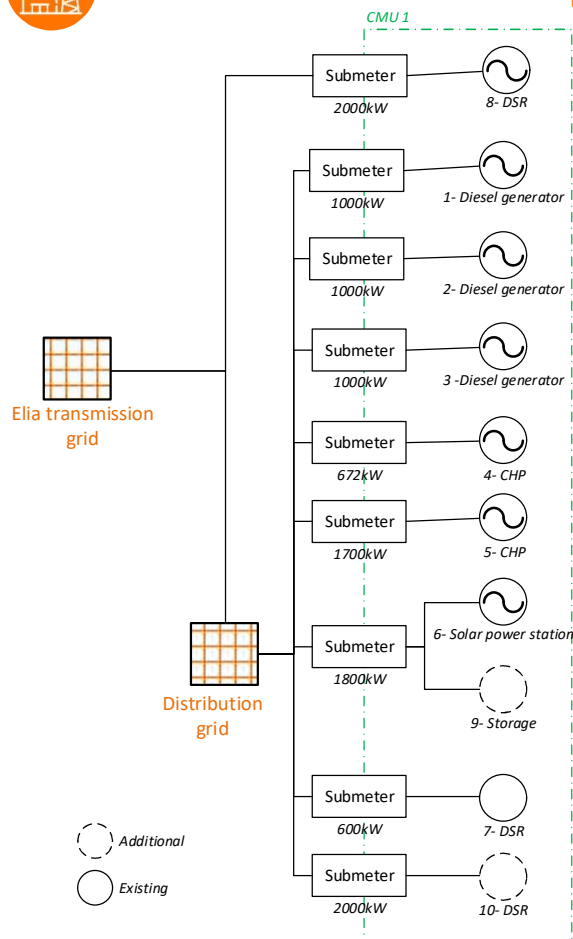 CMU 1
Submeter
2000kW
8- DSR
Submeter
1000kW
1- Diesel generator
Submeter
1000kW
2- Diesel generator
Submeter
1000kW
3 -Diesel generator
Elia transmission
grid
Submeter
672kW
4- CHP
Submeter
1700kW
5- CHP
Submeter
1800kW
6- Solar power station
9- Storage
Distribution
grid
Submeter
600kW
7- DSR
Submeter
2000kW
10- DSR
Additional
Existing